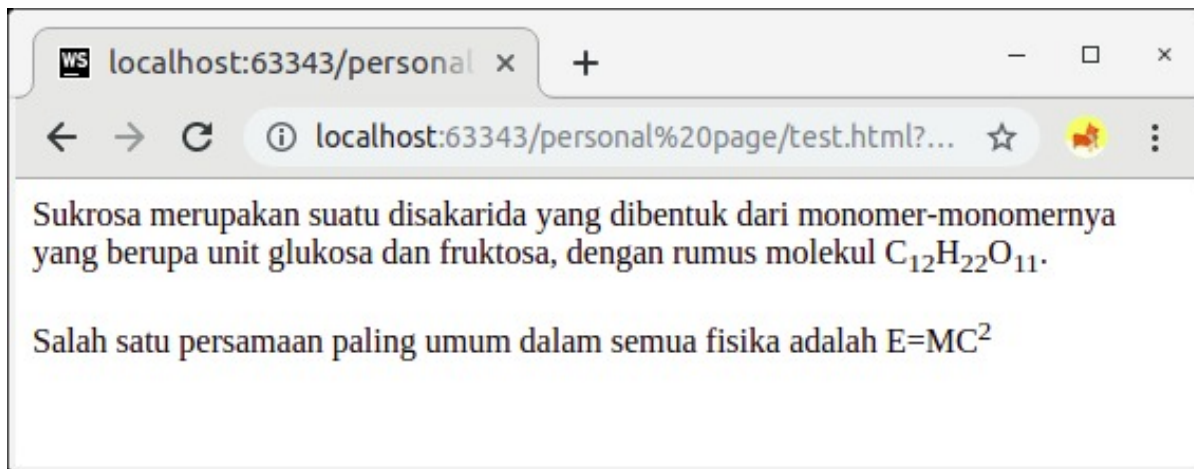 WS localhost:63343/personal
localhost:63343/personal%20page/test.html?...
Sukrosa merupakan suatu disakarida yang dibentuk dari monomer-monomernya
yang berupa unit glukosa dan fruktosa, dengan rumus molekul C₁₂H₂₂O₁₁.
Salah satu persamaan paling umum dalam semua fisika adalah E=MC²